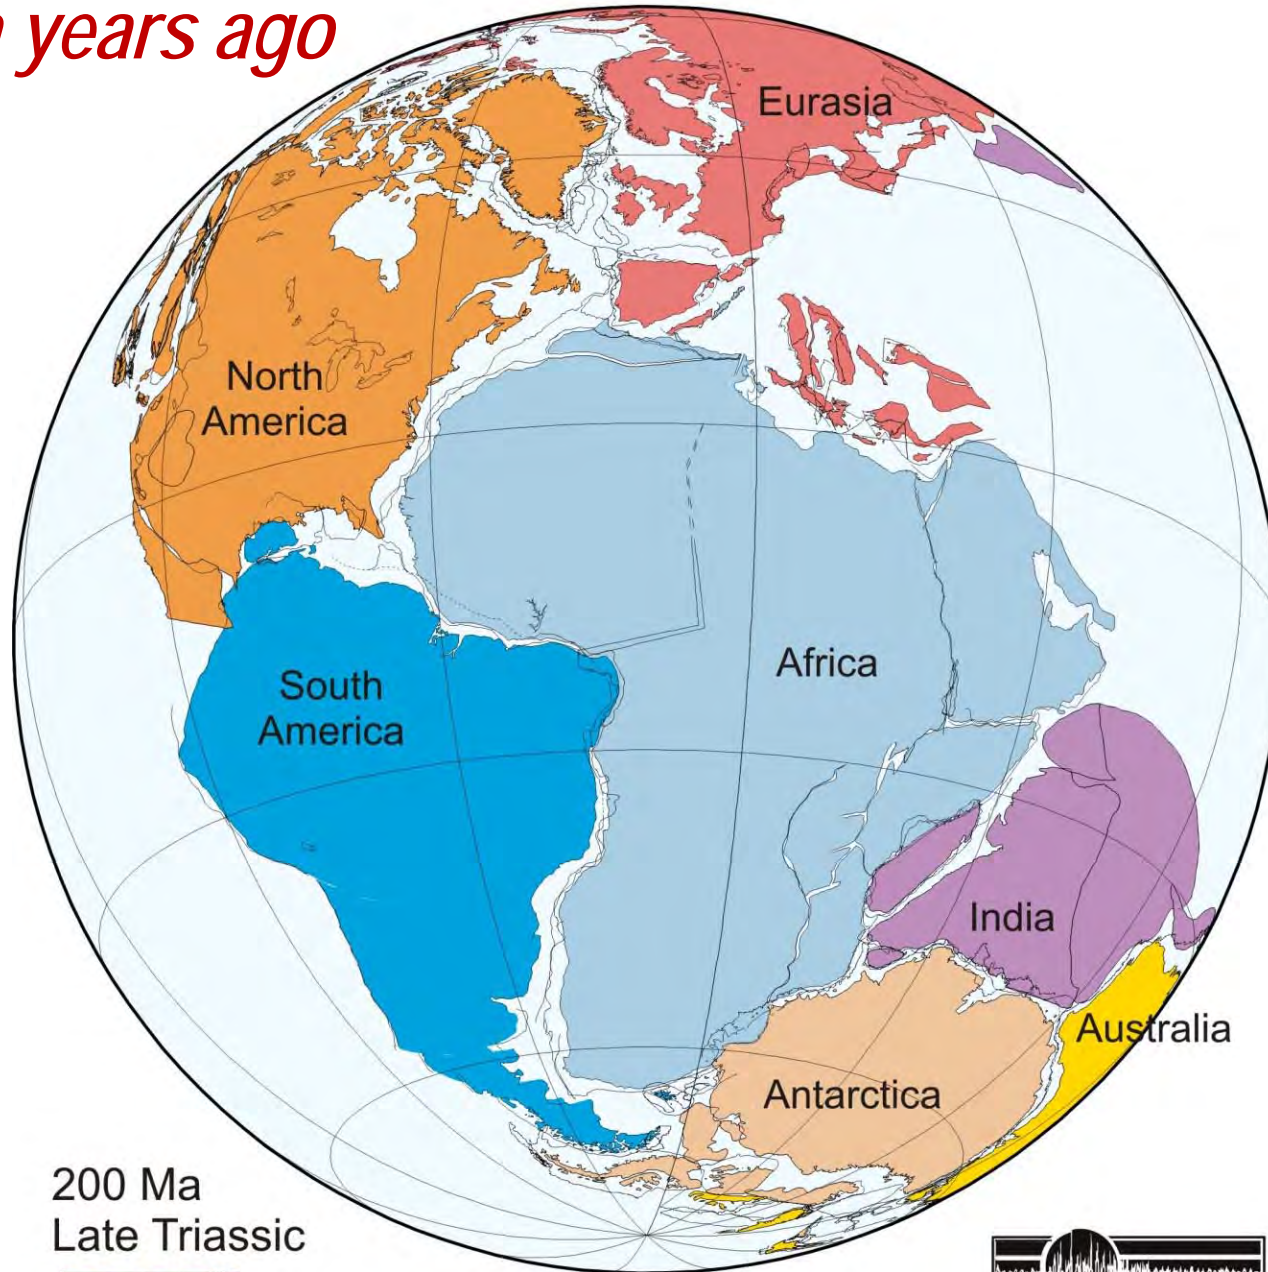 years ago
Eurasia
North
America
South
America
Africa
India
Australia
Antarctica
200 Ma
Late Triassic